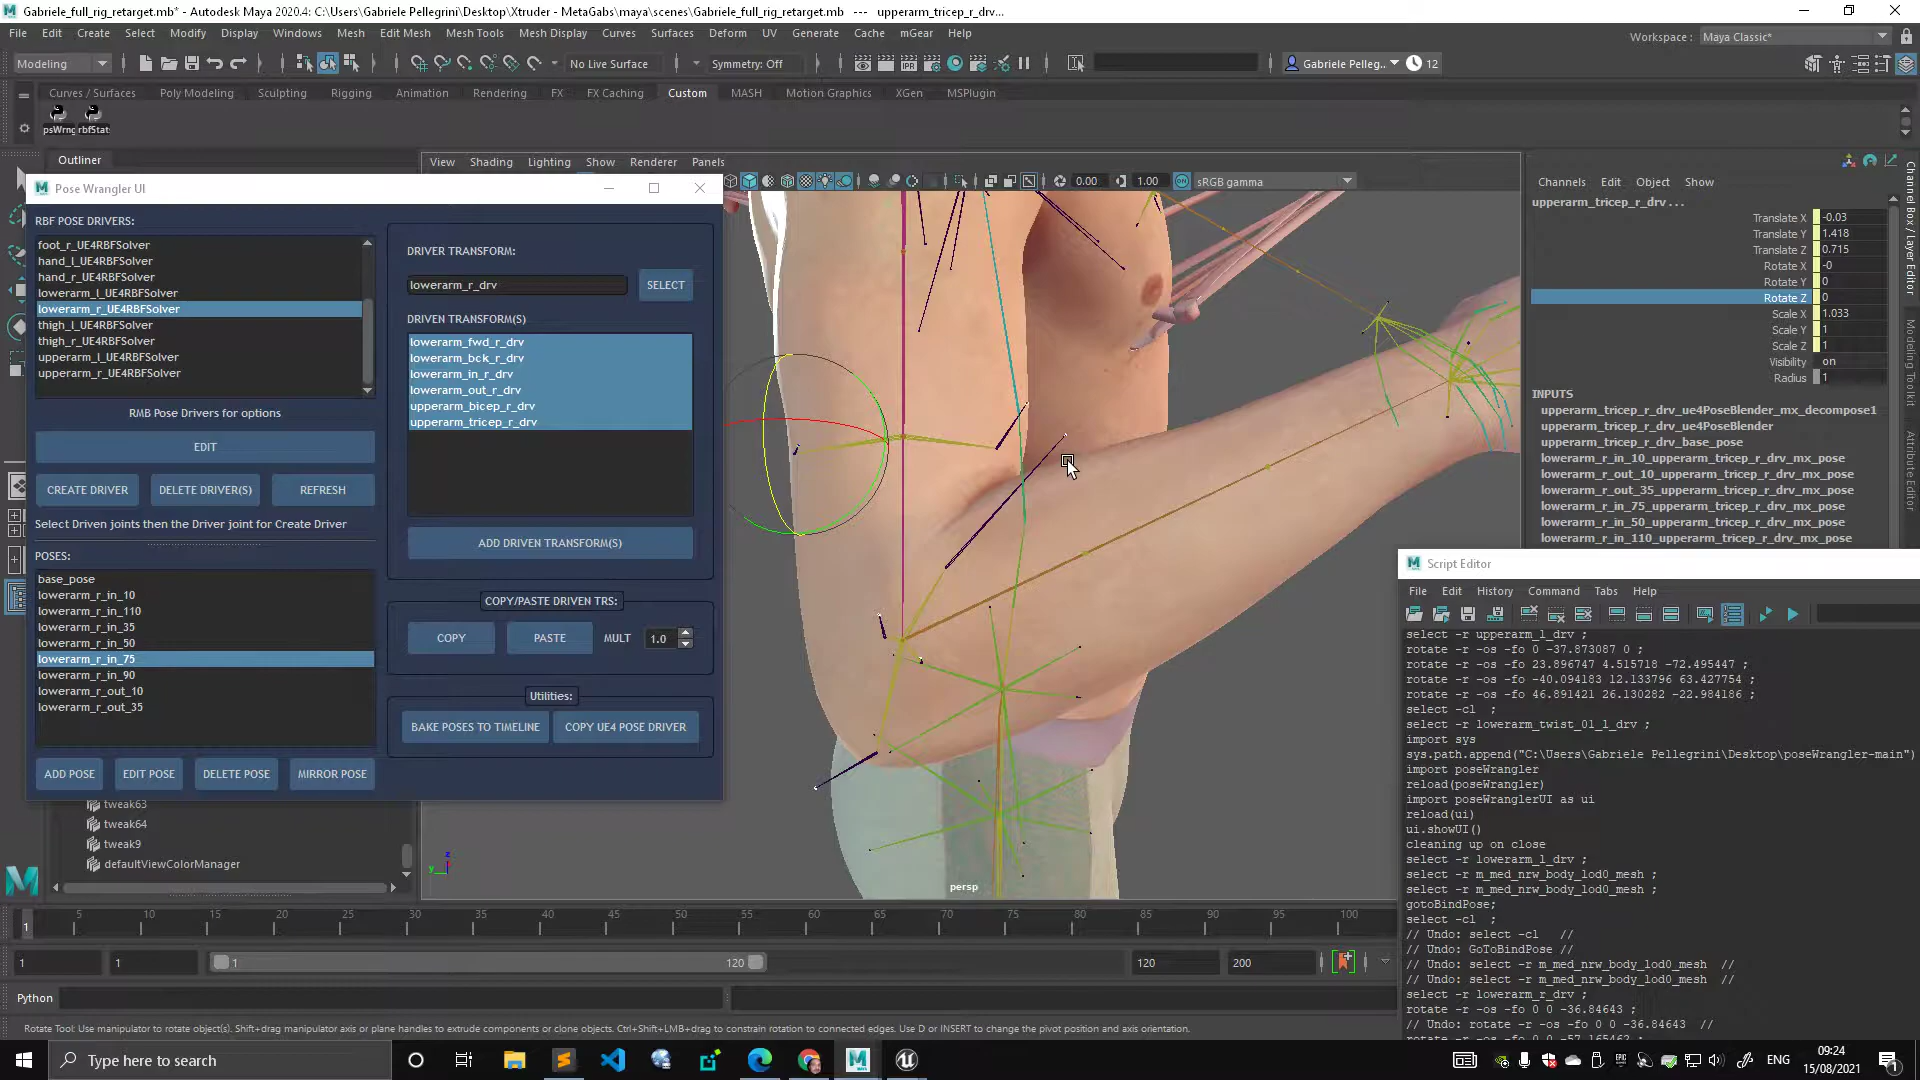 Gabriele_full_rig_retarget.mb* - Autodesk Maya 2020.4: C:\Users\Gabriele Pellegrini\Desktop\Xtruder - MetaGabs\maya\scenes\Gabriele_full_rig_retarget.mb --- upperarm_tricep_r_drv...
File Edit Create Select Modify Display Windows Mesh Edit Mesh Mesh Tools Mesh Display Curves Surfaces Deform UV Generate Cache Arnold mGear Help
Workspace : Maya Classic*
Modeling
No Live Surface
Symmetry: Off
Gabriele Pelleg..
12
Curves / Surfaces Poly Modeling Sculpting Rigging Animation Rendering FX FX Caching Custom MASH Motion Graphics XGen MSPlugin
psWrng rbfStats
Outliner
View Shading Lighting Show Renderer Panels
0.00
1.00
sRGB gamma
Pose Wrangler UI
RBF POSE DRIVERS:
foot_r_UE4RBFSolver
hand_l_UE4RBFSolver
hand_r_UE4RBFSolver
lowerarm_l_UE4RBFSolver
lowerarm_r_UE4RBFSolver
thigh_l_UE4RBFSolver
thigh_r_UE4RBFSolver
upperarm_l_UE4RBFSolver
upperarm_r_UE4RBFSolver
RMB Pose Drivers for options
EDIT
CREATE DRIVER
DELETE DRIVER(S)
REFRESH
Select Driven joints then the Driver joint for Create Driver
POSES:
base_pose
lowerarm_r_in_10
lowerarm_r_in_110
lowerarm_r_in_35
lowerarm_r_in_50
lowerarm_r_in_75
lowerarm_r_in_90
lowerarm_r_out_10
lowerarm_r_out_35
ADD POSE
EDIT POSE
DELETE POSE
MIRROR POSE
DRIVER TRANSFORM:
lowerarm_r_drv
SELECT
DRIVEN TRANSFORM(S)
lowerarm_fwd_r_drv
lowerarm_bck_r_drv
lowerarm_in_r_drv
lowerarm_out_r_drv
upperarm_bicep_r_drv
upperarm_tricep_r_drv
ADD DRIVEN TRANSFORM(S)
COPY/PASTE DRIVEN TRS:
COPY
PASTE
MULT
1.0
Utilities:
BAKE POSES TO TIMELINE
COPY UE4 POSE DRIVER
tweak63
tweak64
tweak9
defaultViewColorManager
z
y
persp
Channels Edit Object Show
upperarm_tricep_r_drv ...
Translate X -0.03
Translate Y 1.418
Translate Z 0.715
Rotate X -0
Rotate Y 0
Rotate Z 0
Scale X 1.033
Scale Y 1
Scale Z 1
Visibility on
Radius 1
INPUTS
upperarm_tricep_r_drv_ue4PoseBlender_mx_decompose1
upperarm_tricep_r_drv_ue4PoseBlender
upperarm_tricep_r_drv_base_pose
lowerarm_r_in_10_upperarm_tricep_r_drv_mx_pose
lowerarm_r_out_10_upperarm_tricep_r_drv_mx_pose
lowerarm_r_out_35_upperarm_tricep_r_drv_mx_pose
lowerarm_r_in_75_upperarm_tricep_r_drv_mx_pose
lowerarm_r_in_50_upperarm_tricep_r_drv_mx_pose
lowerarm_r_in_110_upperarm_tricep_r_drv_mx_pose
Channel Box / Layer Editor
Modeling Toolkit
Attribute Editor
Script Editor
File Edit History Command Tabs Help
select -r upperarm_l_drv ;
rotate -r -os -fo 0 -37.873087 0 ;
rotate -r -os -fo 23.896747 4.515718 -72.495447 ;
rotate -r -os -fo -40.094183 12.133796 63.427754 ;
rotate -r -os -fo 46.891421 26.130282 -22.984186 ;
select -cl ;
select -r lowerarm_twist_01_l_drv ;
import sys
sys.path.append("C:\Users\Gabriele Pellegrini\Desktop\poseWrangler-main")
import poseWrangler
reload(poseWrangler)
import poseWranglerUI as ui
reload(ui)
ui.showUI()
cleaning up on close
select -r lowerarm_l_drv ;
select -r m_med_nrw_body_lod0_mesh ;
select -r m_med_nrw_body_lod0_mesh ;
gotoBindPose;
select -cl ;
// Undo: select -cl //
// Undo: GoToBindPose //
// Undo: select -r m_med_nrw_body_lod0_mesh //
// Undo: select -r m_med_nrw_body_lod0_mesh //
select -r lowerarm_r_drv ;
rotate -r -os -fo 0 0 -36.84643 ;
// Undo: rotate -r -os -fo 0 0 -36.84643 //
rotate -r -os -fo 0 0 -57.165462 ;
5 10 15 20 25 30 35 40 45 50 55 60 65 70 75 80 85 90 95 100
1
1 1 1 120 120 200
Python
Rotate Tool: Use manipulator to rotate object(s). Shift+drag manipulator axis or plane handles to extrude components or clone objects. Ctrl+Shift+LMB+drag to constrain rotation to connected edges. Use D or INSERT to change the pivot position and axis orientation.
Type here to search
ENG
09:24
15/08/2021
1